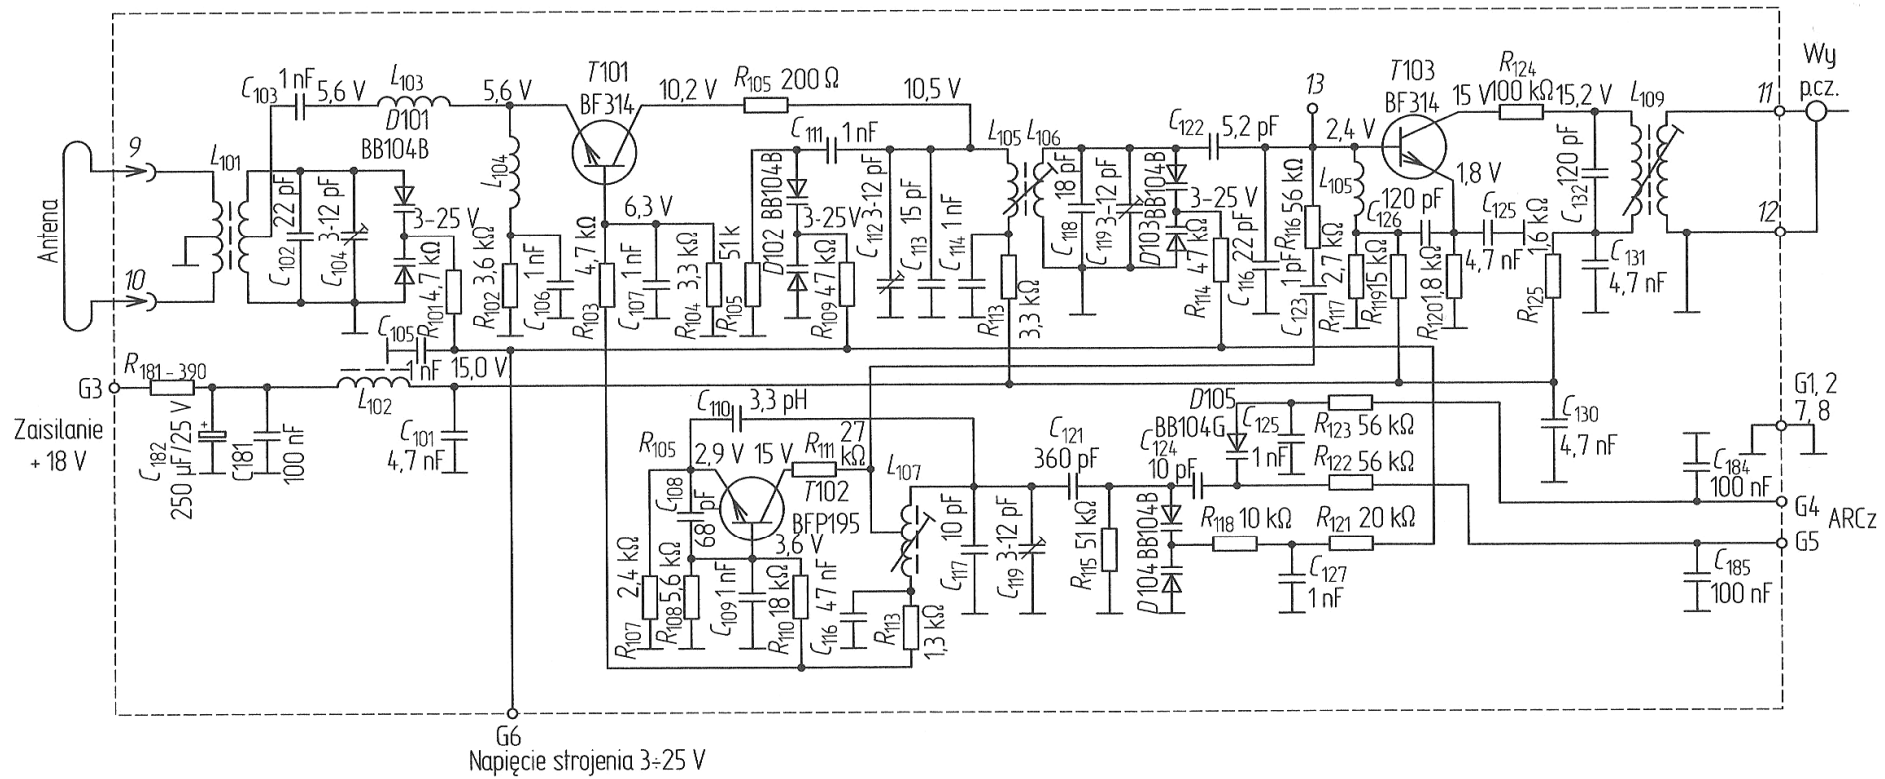 C103 1 nF
5,6 V
L103
D101
BB104B
5,6 V
T101
BF314
10,2 V
R105 200 Ω
10,5 V
C111 1 nF
L105 L106
C122 5,2 pF
13
2,4 V
T103
BF314
15 V
R124
100 kΩ
15,2 V
L109
11
Wy
p.cz.
Antena
9
10
L101
C102 22 pF
C104 3-12 pF
3-25 V
R101 4,7 kΩ
L104
R102 3,6 kΩ
C106 1 nF
R103 4,7 kΩ
6,3 V
C107 1 nF
R104 3,3 kΩ
R105 51k
D102 BB104B
3-25V
R109 47 kΩ
C112 3-12 pF
C113 15 pF
C114 1 nF
R113 3,3 kΩ
C118 18 pF
C119 3-12 pF
D103 BB104B
3-25 V
R114 47 kΩ
C116 22 pF
R116 56 kΩ
C123 1 pF
L105
R117 2,7 kΩ
R119 15 kΩ
C126 120 pF
1,8 V
R120 1,8 kΩ
C125
4,7 nF
R125 1,6 kΩ
C132 120 pF
C131
4,7 nF
12
C105
1 nF
15,0 V
R181-390
G3
Zaisilanie
+ 18 V
C182 250 μF/25 V
+
C181 100 nF
L102
C101
4,7 nF
C110 3,3 pH
R105
2,9 V
15 V
R111 27 kΩ
T102
BFP195
3,6 V
C108 68 pF
R107 2,4 kΩ
R108 5,6 kΩ
C109 1 nF
R110 18 kΩ
C116 47 nF
R113 1,3 kΩ
L107
C117 10 pF
C119 3-12 pF
C121
360 pF
R115 51 kΩ
D104 BB104B
C124
10 pF
D105
BB104G
C125
1 nF
R123 56 kΩ
R122 56 kΩ
R118 10 kΩ
R121 20 kΩ
C127
1 nF
C130
4,7 nF
G1, 2
7, 8
C184
100 nF
G4
ARCz
G5
C185
100 nF
G6
Napięcie strojenia 3÷25 V